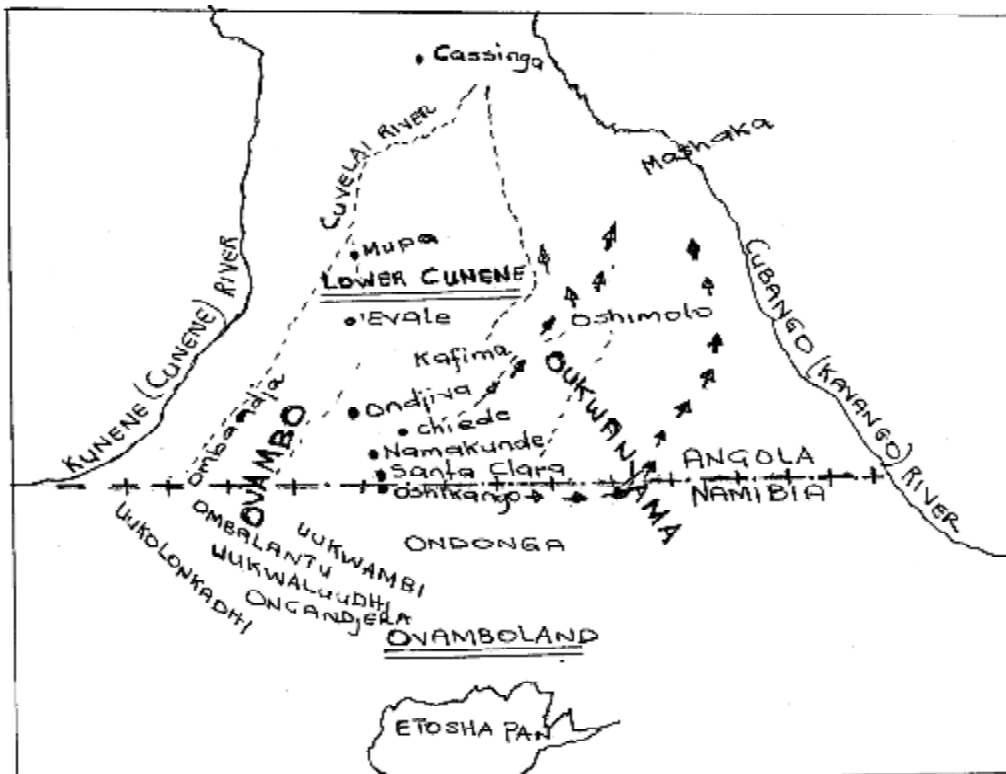 Cassinga
CUVELAI RIVER
Mashaka
KUNENE (CUNENE) RIVER
Mupa
LOWER CUNENE
'Evale
Oshimolo
CUBANGO (KAVANGO) RIVER
Kafima
Ombandja
OVAMBO
Ondjiva
OUKWANYAMA
Chiede
Namakunde
Santa Clara
ANGOLA
Oshikango
NAMIBIA
UUKOLONKADHI
OMBALANTU
UUKWAMBI
UUKWALUUDHI
ONGANDJERA
ONDONGA
OVAMBOLAND
ETOSHA PAN